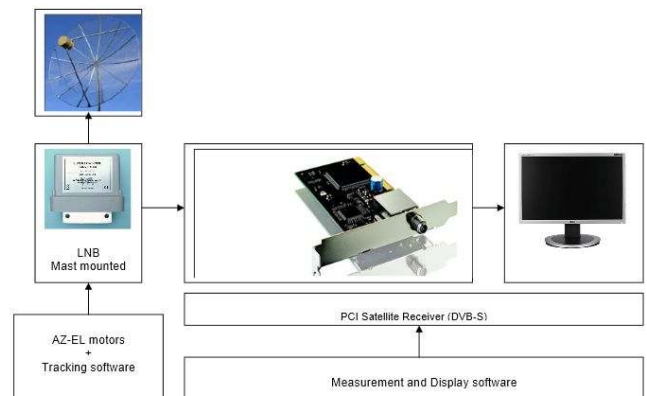 LNB
Mast mounted
AZ-EL motors
+
Tracking software
PCI Satellite Receiver (DVB-S)
Measurement and Display software